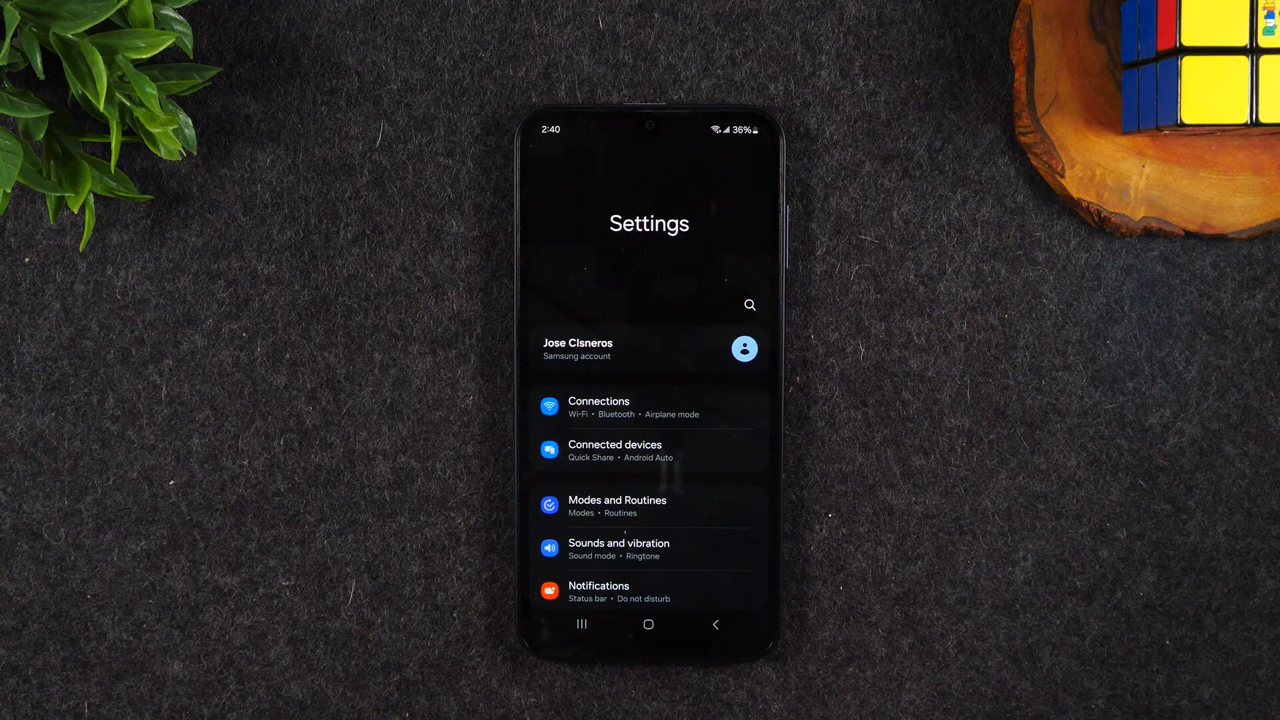 2:40
36%
Settings
Jose CIsneros
Samsung account
Connections
Wi-Fi • Bluetooth • Airplane mode
Connected devices
Quick Share • Android Auto
Modes and Routines
Modes • Routines
Sounds and vibration
Sound mode • Ringtone
Notifications
Status bar • Do not disturb